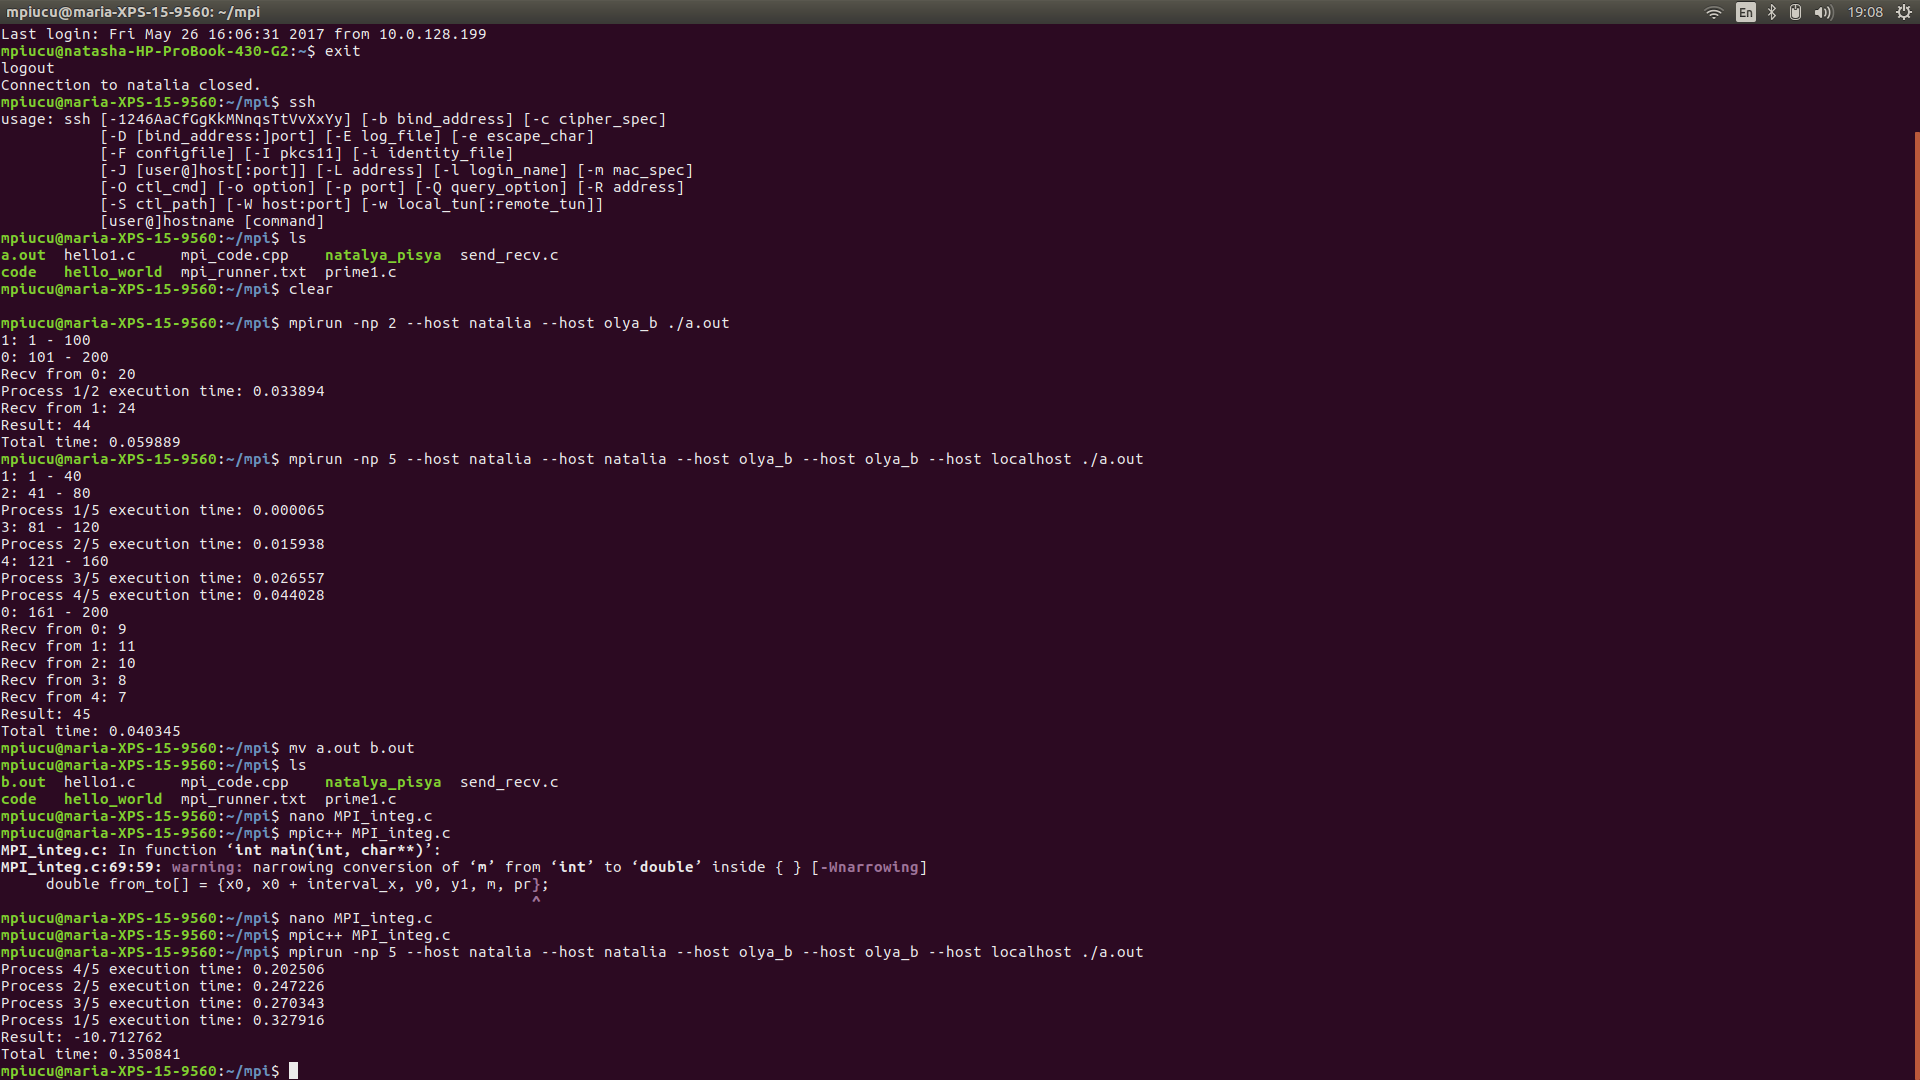 mpiucu@maria-XPS-15-9560: ~/mpi
En
19:08
Last login: Fri May 26 16:06:31 2017 from 10.0.128.199
mpiucu@natasha-HP-ProBook-430-G2:~$ exit
logout
Connection to natalia closed.
mpiucu@maria-XPS-15-9560:~/mpi$ ssh
usage: ssh [-1246AaCfGgKkMNnqsTtVvXxYy] [-b bind_address] [-c cipher_spec]
           [-D [bind_address:]port] [-E log_file] [-e escape_char]
           [-F configfile] [-I pkcs11] [-i identity_file]
           [-J [user@]host[:port]] [-L address] [-l login_name] [-m mac_spec]
           [-O ctl_cmd] [-o option] [-p port] [-Q query_option] [-R address]
           [-S ctl_path] [-W host:port] [-w local_tun[:remote_tun]]
           [user@]hostname [command]
mpiucu@maria-XPS-15-9560:~/mpi$ ls
a.out  hello1.c     mpi_code.cpp    natalya_pisya  send_recv.c
code   hello_world  mpi_runner.txt  prime1.c
mpiucu@maria-XPS-15-9560:~/mpi$ clear
mpiucu@maria-XPS-15-9560:~/mpi$ mpirun -np 2 --host natalia --host olya_b ./a.out
1: 1 - 100
0: 101 - 200
Recv from 0: 20
Process 1/2 execution time: 0.033894
Recv from 1: 24
Result: 44
Total time: 0.059889
mpiucu@maria-XPS-15-9560:~/mpi$ mpirun -np 5 --host natalia --host natalia --host olya_b --host olya_b --host localhost ./a.out
1: 1 - 40
2: 41 - 80
Process 1/5 execution time: 0.000065
3: 81 - 120
Process 2/5 execution time: 0.015938
4: 121 - 160
Process 3/5 execution time: 0.026557
Process 4/5 execution time: 0.044028
0: 161 - 200
Recv from 0: 9
Recv from 1: 11
Recv from 2: 10
Recv from 3: 8
Recv from 4: 7
Result: 45
Total time: 0.040345
mpiucu@maria-XPS-15-9560:~/mpi$ mv a.out b.out
mpiucu@maria-XPS-15-9560:~/mpi$ ls
b.out  hello1.c     mpi_code.cpp    natalya_pisya  send_recv.c
code   hello_world  mpi_runner.txt  prime1.c
mpiucu@maria-XPS-15-9560:~/mpi$ nano MPI_integ.c
mpiucu@maria-XPS-15-9560:~/mpi$ mpic++ MPI_integ.c
MPI_integ.c: In function ‘int main(int, char**)’:
MPI_integ.c:69:59: warning: narrowing conversion of ‘m’ from ‘int’ to ‘double’ inside { } [-Wnarrowing]
     double from_to[] = {x0, x0 + interval_x, y0, y1, m, pr};
                                                           ^
mpiucu@maria-XPS-15-9560:~/mpi$ nano MPI_integ.c
mpiucu@maria-XPS-15-9560:~/mpi$ mpic++ MPI_integ.c
mpiucu@maria-XPS-15-9560:~/mpi$ mpirun -np 5 --host natalia --host natalia --host olya_b --host olya_b --host localhost ./a.out
Process 4/5 execution time: 0.202506
Process 2/5 execution time: 0.247226
Process 3/5 execution time: 0.270343
Process 1/5 execution time: 0.327916
Result: -10.712762
Total time: 0.350841
mpiucu@maria-XPS-15-9560:~/mpi$